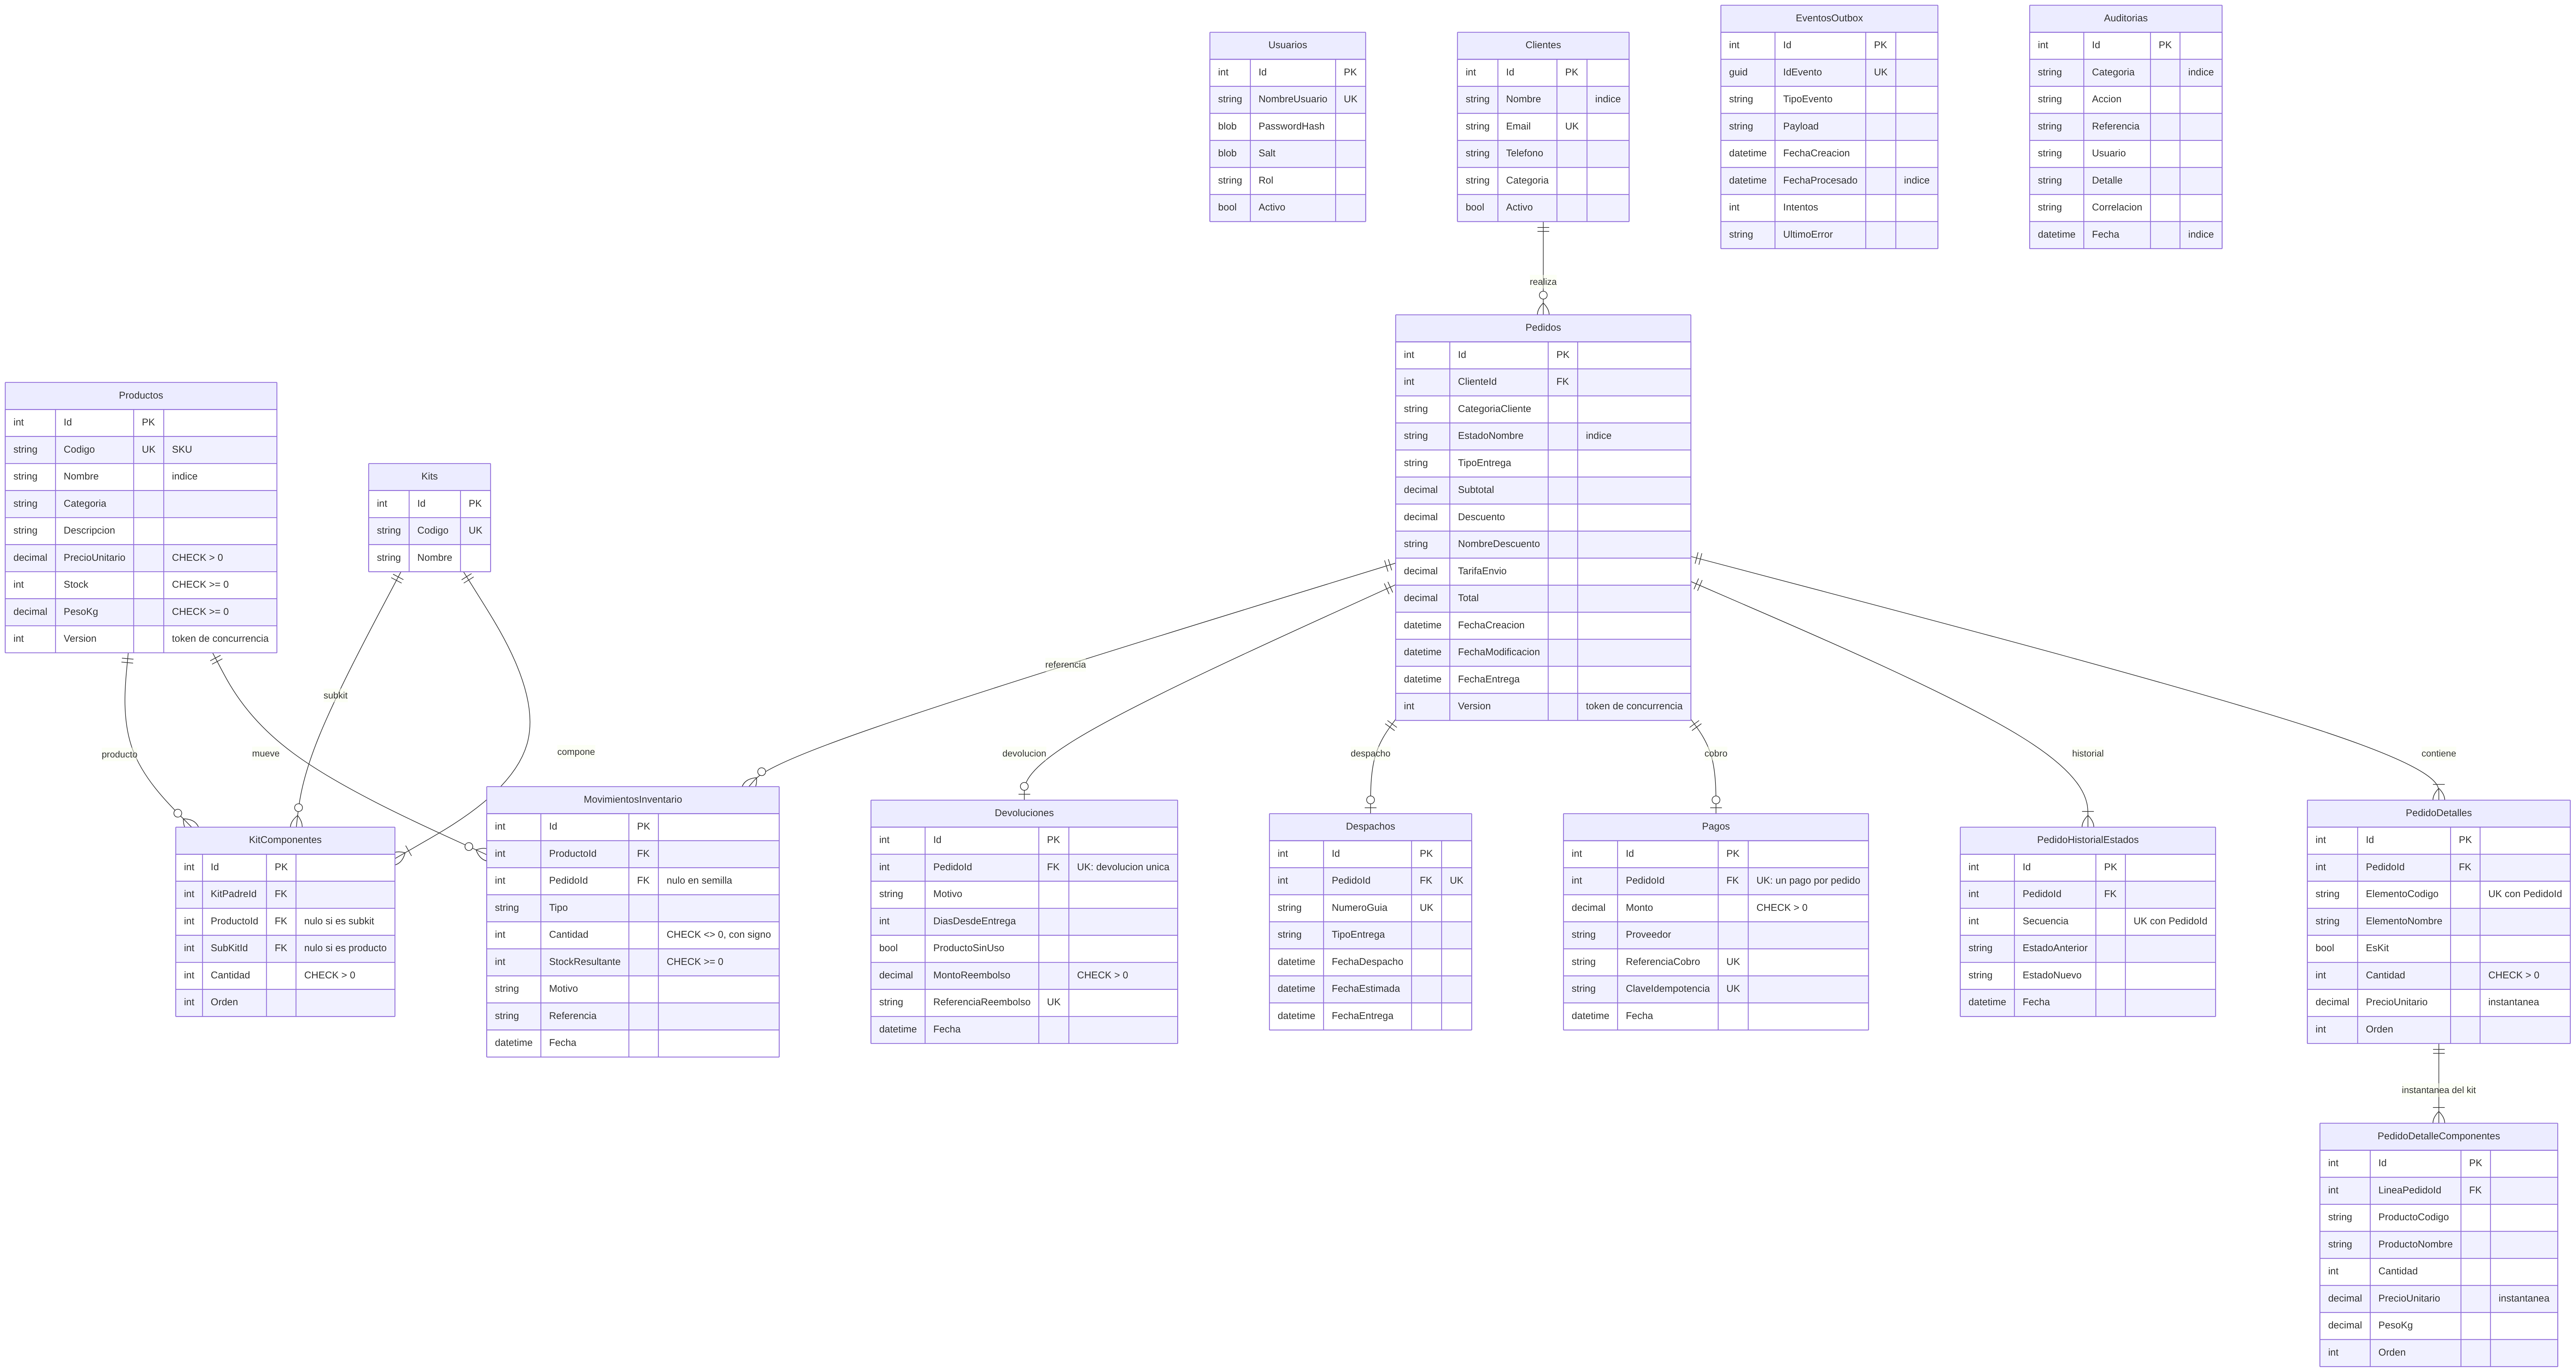 Usuarios
int Id PK
string NombreUsuario UK
blob PasswordHash
blob Salt
string Rol
bool Activo
Clientes
int Id PK
string Nombre indice
string Email UK
string Telefono
string Categoria
bool Activo
EventosOutbox
int Id PK
guid IdEvento UK
string TipoEvento
string Payload
datetime FechaCreacion
datetime FechaProcesado indice
int Intentos
string UltimoError
Auditorias
int Id PK
string Categoria indice
string Accion
string Referencia
string Usuario
string Detalle
string Correlacion
datetime Fecha indice
realiza
Productos
int Id PK
string Codigo UK SKU
string Nombre indice
string Categoria
string Descripcion
decimal PrecioUnitario CHECK > 0
int Stock CHECK >= 0
decimal PesoKg CHECK >= 0
int Version token de concurrencia
Kits
int Id PK
string Codigo UK
string Nombre
Pedidos
int Id PK
int ClienteId FK
string CategoriaCliente
string EstadoNombre indice
string TipoEntrega
decimal Subtotal
decimal Descuento
string NombreDescuento
decimal TarifaEnvio
decimal Total
datetime FechaCreacion
datetime FechaModificacion
datetime FechaEntrega
int Version token de concurrencia
producto
mueve
subkit
compone
referencia
devolucion
despacho
cobro
historial
contiene
KitComponentes
int Id PK
int KitPadreId FK
int ProductoId FK nulo si es subkit
int SubKitId FK nulo si es producto
int Cantidad CHECK > 0
int Orden
MovimientosInventario
int Id PK
int ProductoId FK
int PedidoId FK nulo en semilla
string Tipo
int Cantidad CHECK <> 0, con signo
int StockResultante CHECK >= 0
string Motivo
string Referencia
datetime Fecha
Devoluciones
int Id PK
int PedidoId FK UK: devolucion unica
string Motivo
int DiasDesdeEntrega
bool ProductoSinUso
decimal MontoReembolso CHECK > 0
string ReferenciaReembolso UK
datetime Fecha
Despachos
int Id PK
int PedidoId FK UK
string NumeroGuia UK
string TipoEntrega
datetime FechaDespacho
datetime FechaEstimada
datetime FechaEntrega
Pagos
int Id PK
int PedidoId FK UK: un pago por pedido
decimal Monto CHECK > 0
string Proveedor
string ReferenciaCobro UK
string ClaveIdempotencia UK
datetime Fecha
PedidoHistorialEstados
int Id PK
int PedidoId FK
int Secuencia UK con PedidoId
string EstadoAnterior
string EstadoNuevo
datetime Fecha
PedidoDetalles
int Id PK
int PedidoId FK
string ElementoCodigo UK con PedidoId
string ElementoNombre
bool EsKit
int Cantidad CHECK > 0
decimal PrecioUnitario instantanea
int Orden
instantanea del kit
PedidoDetalleComponentes
int Id PK
int LineaPedidoId FK
string ProductoCodigo
string ProductoNombre
int Cantidad
decimal PrecioUnitario instantanea
decimal PesoKg
int Orden